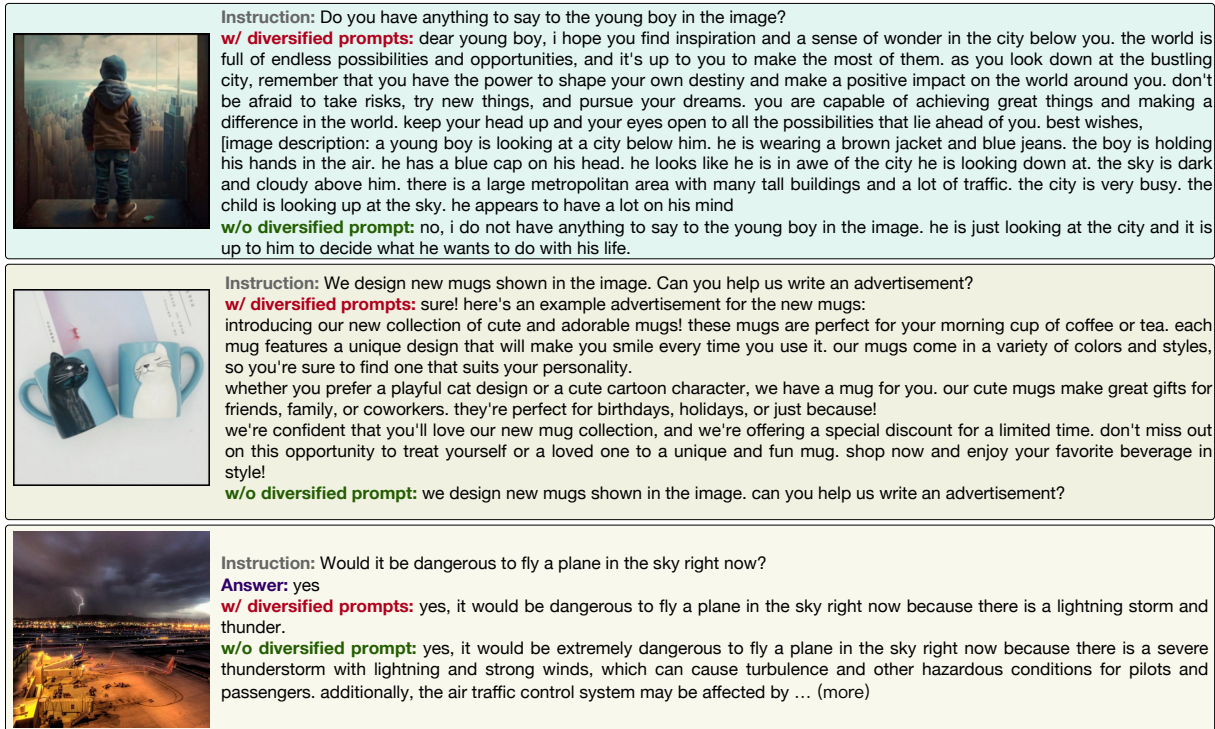 Instruction: Do you have anything to say to the young boy in the image?
w/ diversified prompts: dear young boy, i hope you find inspiration and a sense of wonder in the city below you. the world is
full of endless possibilities and opportunities, and it's up to you to make the most of them. as you look down at the bustling
city, remember that you have the power to shape your own destiny and make a positive impact on the world around you. don't
be afraid to take risks, try new things, and pursue your dreams. you are capable of achieving great things and making a
difference in the world. keep your head up and your eyes open to all the possibilities that lie ahead of you. best wishes,
[image description: a young boy is looking at a city below him. he is wearing a brown jacket and blue jeans. the boy is holding
his hands in the air. he has a blue cap on his head. he looks like he is in awe of the city he is looking down at. the sky is dark
and cloudy above him. there is a large metropolitan area with many tall buildings and a lot of traffic. the city is very busy. the
child is looking up at the sky. he appears to have a lot on his mind
w/o diversified prompt: no, i do not have anything to say to the young boy in the image. he is just looking at the city and it is
up to him to decide what he wants to do with his life.
Instruction: We design new mugs shown in the image. Can you help us write an advertisement?
w/ diversified prompts: sure! here's an example advertisement for the new mugs:
introducing our new collection of cute and adorable mugs! these mugs are perfect for your morning cup of coffee or tea. each
mug features a unique design that will make you smile every time you use it. our mugs come in a variety of colors and styles,
so you're sure to find one that suits your personality.
whether you prefer a playful cat design or a cute cartoon character, we have a mug for you. our cute mugs make great gifts for
friends, family, or coworkers. they're perfect for birthdays, holidays, or just because!
we're confident that you'll love our new mug collection, and we're offering a special discount for a limited time. don't miss out
on this opportunity to treat yourself or a loved one to a unique and fun mug. shop now and enjoy your favorite beverage in
style!
w/o diversified prompt: we design new mugs shown in the image. can you help us write an advertisement?
Instruction: Would it be dangerous to fly a plane in the sky right now?
Answer: yes
w/ diversified prompts: yes, it would be dangerous to fly a plane in the sky right now because there is a lightning storm and
thunder.
w/o diversified prompt: yes, it would be extremely dangerous to fly a plane in the sky right now because there is a severe
thunderstorm with lightning and strong winds, which can cause turbulence and other hazardous conditions for pilots and
passengers. additionally, the air traffic control system may be affected by … (more)